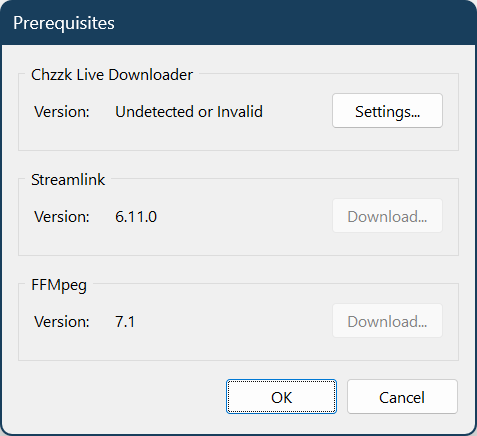 Prerequisites
Chzzk Live Downloader
Version: Undetected or Invalid Settings...
Streamlink
Version: 6.11.0 Download...
FFMpeg
Version: 7.1 Download...
OK Cancel